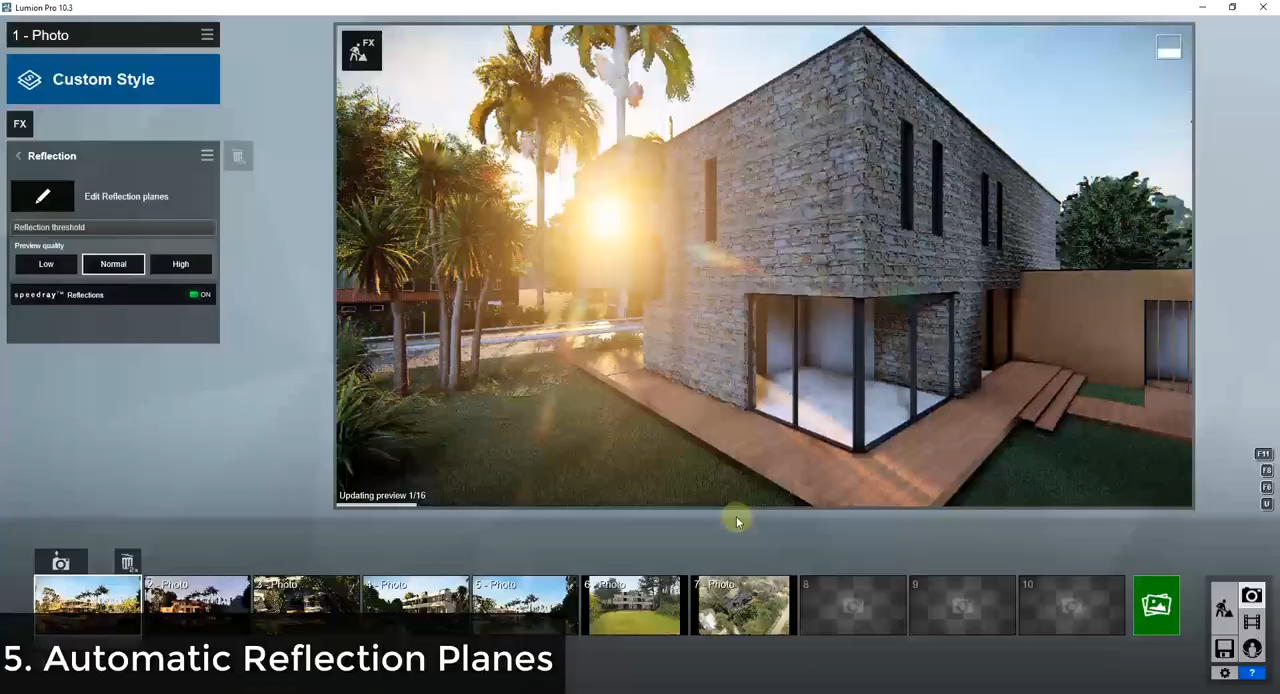 Lumion Pro 10.3
1 - Photo
Custom Style
FX
Reflection
Edit Reflection planes
Reflection threshold
Preview quality
Low Normal High
speedray™ Reflections ON
FX
Updating preview 1/16
F11
F8
F6
U
2 - Photo 3 - Photo 4 - Photo 5 - Photo 6 - Photo 7 - Photo 8 9 10
?
5. Automatic Reflection Planes